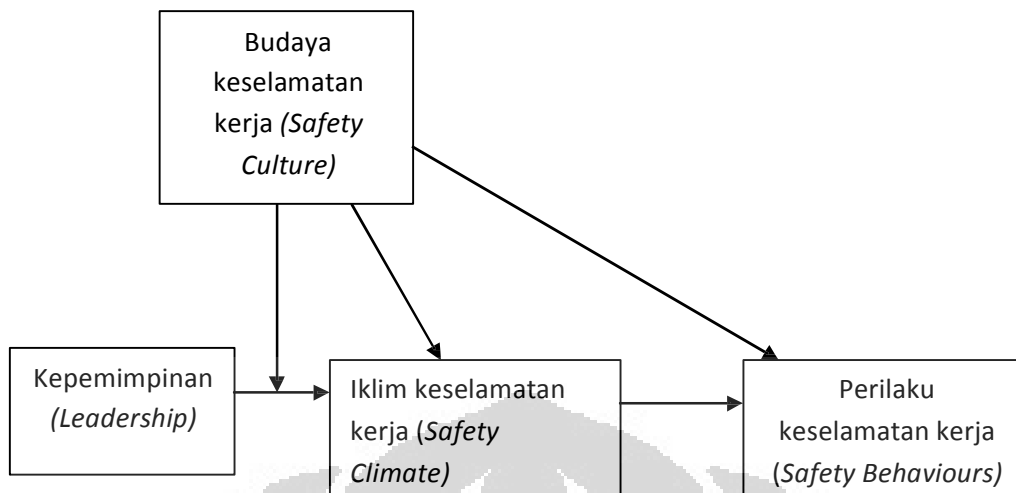 Budaya
keselamatan
kerja (Safety
Culture)
Kepemimpinan
(Leadership)
Iklim keselamatan
kerja (Safety
Climate)
Perilaku
keselamatan kerja
(Safety Behaviours)